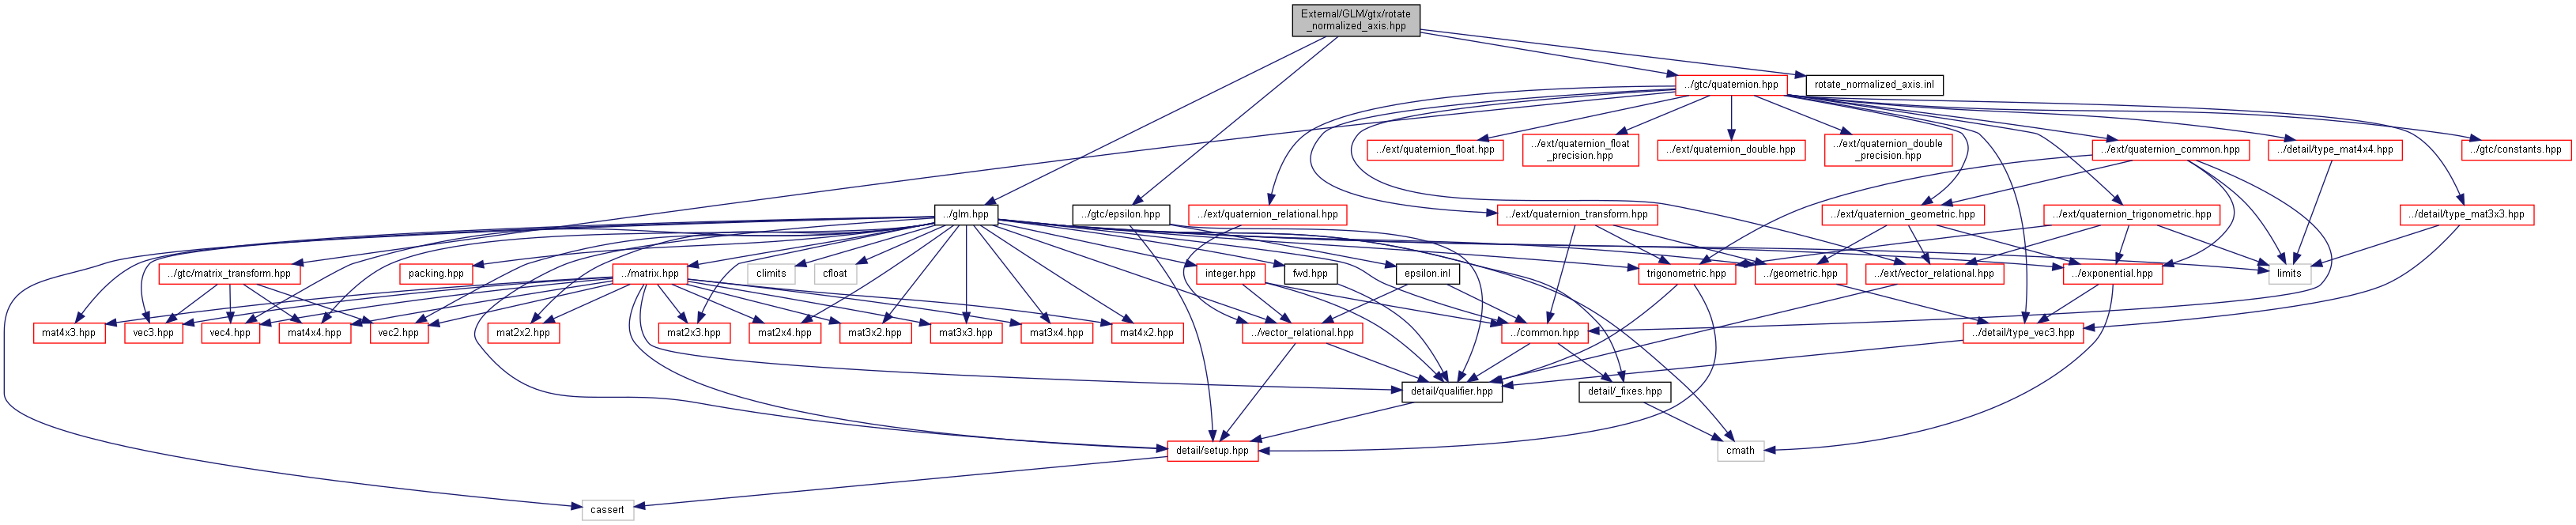 External/GLM/gtx/rotate
_normalized_axis.hpp
../gtc/quaternion.hpp
rotate_normalized_axis.inl
../ext/quaternion_float.hpp
../ext/quaternion_float
_precision.hpp
../ext/quaternion_double.hpp
../ext/quaternion_double
_precision.hpp
../ext/quaternion_common.hpp
../detail/type_mat4x4.hpp
../gtc/constants.hpp
../glm.hpp
../gtc/epsilon.hpp
../ext/quaternion_relational.hpp
../ext/quaternion_transform.hpp
../ext/quaternion_geometric.hpp
../ext/quaternion_trigonometric.hpp
../detail/type_mat3x3.hpp
../gtc/matrix_transform.hpp
packing.hpp
../matrix.hpp
climits
cfloat
integer.hpp
fwd.hpp
epsilon.inl
trigonometric.hpp
../geometric.hpp
../ext/vector_relational.hpp
../exponential.hpp
limits
mat4x3.hpp
vec3.hpp
vec4.hpp
mat4x4.hpp
vec2.hpp
mat2x2.hpp
mat2x3.hpp
mat2x4.hpp
mat3x2.hpp
mat3x3.hpp
mat3x4.hpp
mat4x2.hpp
../vector_relational.hpp
../common.hpp
../detail/type_vec3.hpp
detail/qualifier.hpp
detail/_fixes.hpp
detail/setup.hpp
cmath
cassert